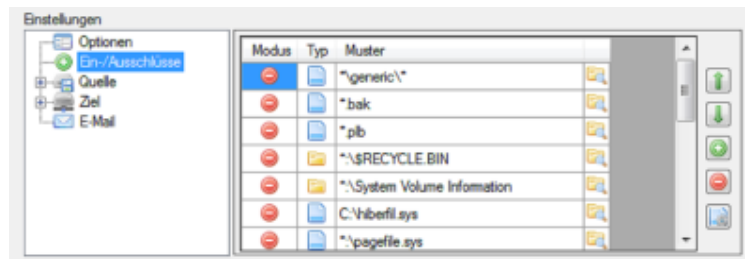 Einstellungen
Optionen
Ein-/Ausschlüsse
Quelle
Ziel
E-Mail
Modus Typ Muster
*\generic\*
*.bak
*.plb
*:\$RECYCLE.BIN
*:\System Volume Information
C:\hiberfil.sys
*:\pagefile.sys